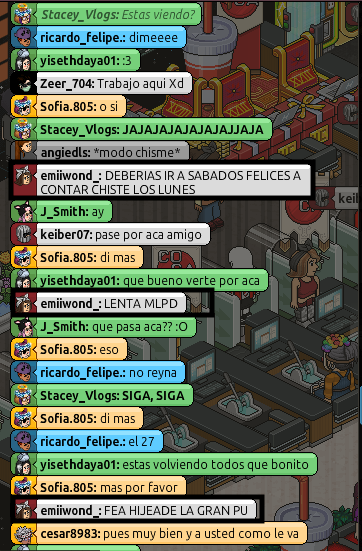 Stacey_Vlogs: Estas viendo?
ricardo_felipe.: dimeeee
yisethdaya01: :3
Zeer_704: Trabajo aqui Xd
Sofia.805: o si
Stacey_Vlogs: JAJAJAJAJAJAJAJJAJA
angiedls: *modo chisme*
emiiwond_: DEBERIAS IR A SABADOS FELICES A
CONTAR CHISTE LOS LUNES
J_Smith: ay
keiber07: pase por aca amigo
kei
Sofia.805: di mas
yisethdaya01: que bueno verte por aca
emiiwond_: LENTA MLPD
J_Smith: que pasa aca?? :O
Sofia.805: eso
ricardo_felipe.: no reyna
Stacey_Vlogs: SIGA, SIGA
Sofia.805: di mas
ricardo_felipe.: el 27
yisethdaya01: estas volviendo todos que bonito
Sofia.805: mas por favor
emiiwond_: FEA HIJEADE LA GRAN PU
cesar8983: pues muy bien y a usted como le va